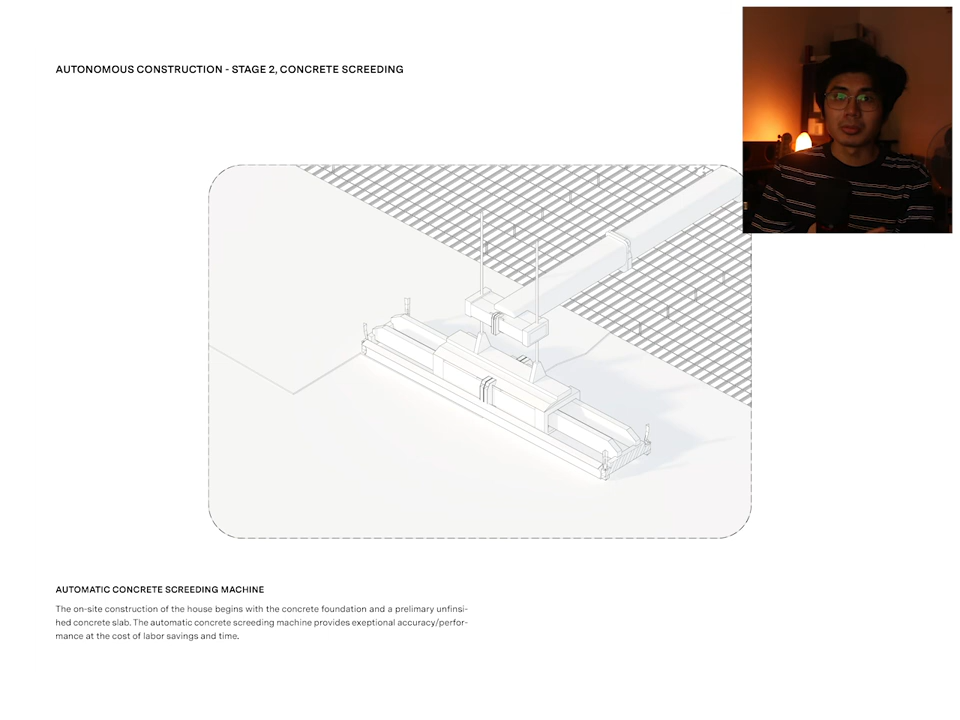 AUTONOMOUS CONSTRUCTION - STAGE 2, CONCRETE SCREEDING
AUTOMATIC CONCRETE SCREEDING MACHINE
The on-site construction of the house begins with the concrete foundation and a prelimary unfinsi-
hed concrete slab. The automatic concrete screeding machine provides exeptional accuracy/perfor-
mance at the cost of labor savings and time.